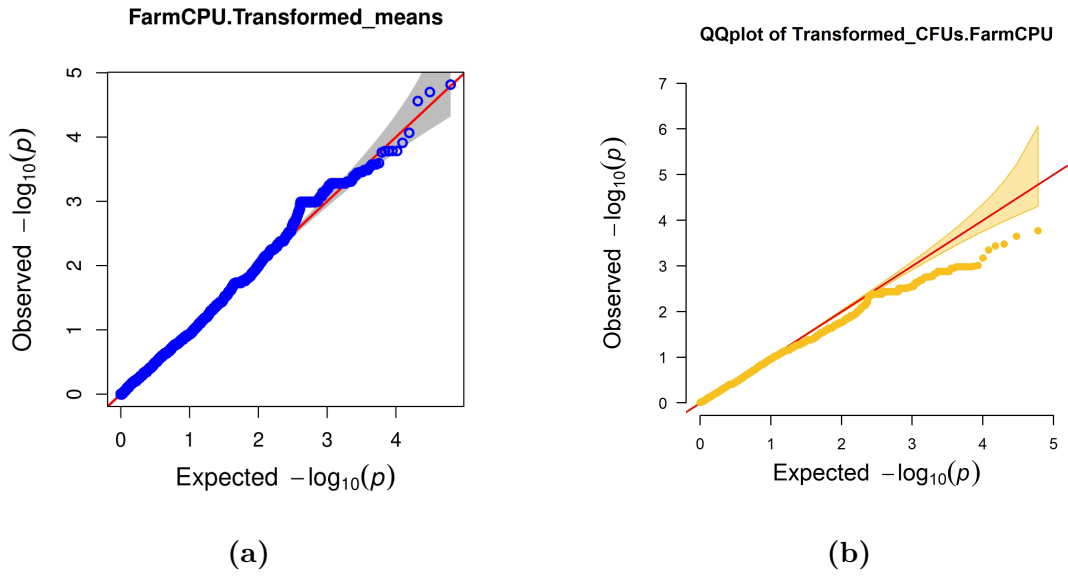 FarmCPU.Transformed_means
Observed −log₁₀(p)
5
4
3
2
1
0
0 1 2 3 4
Expected −log₁₀(p)
(a)
QQplot of Transformed_CFUs.FarmCPU
Observed −log₁₀(p)
7
6
5
4
3
2
1
0
0 1 2 3 4 5
Expected −log₁₀(p)
(b)